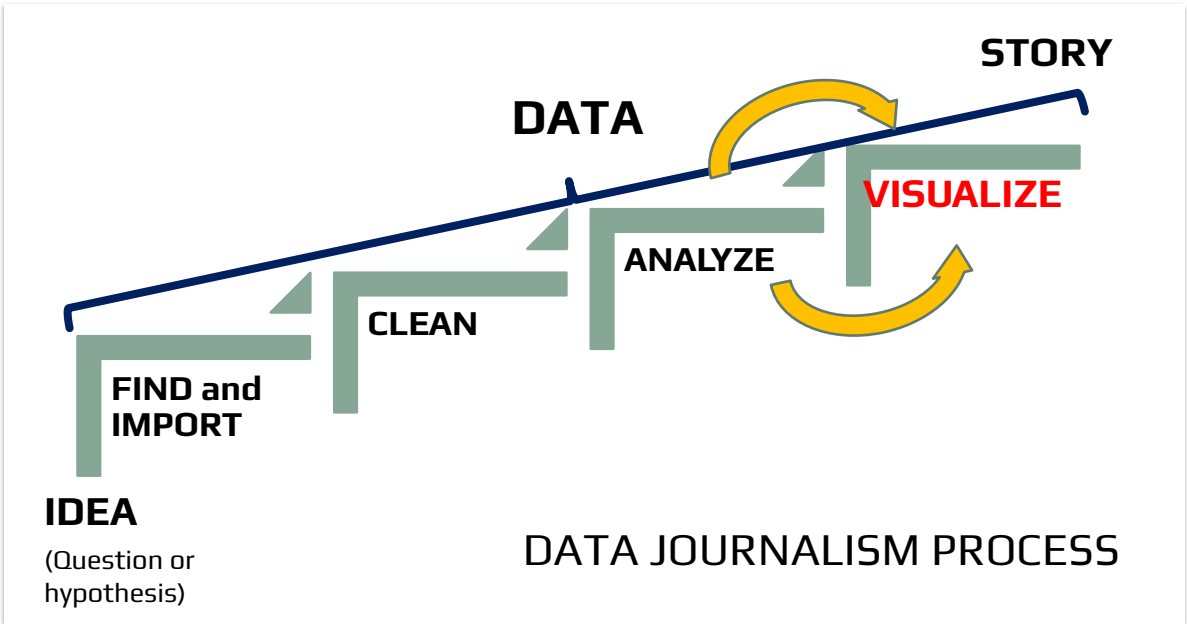 STORY
DATA
VISUALIZE
ANALYZE
CLEAN
FIND and
IMPORT
IDEA
(Question or
hypothesis)
DATA JOURNALISM PROCESS